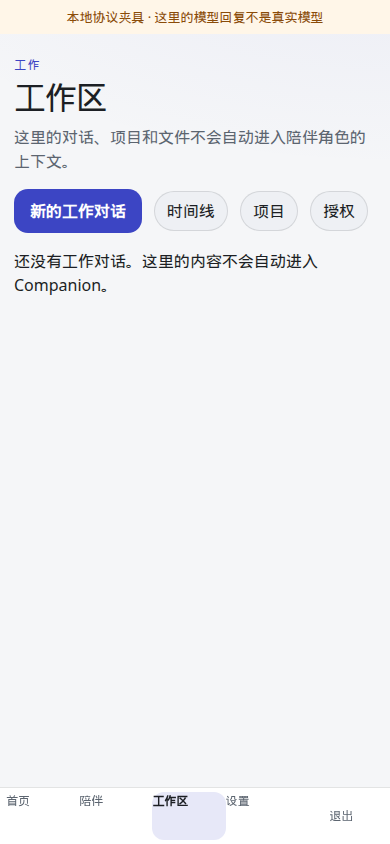 本地协议夹具 · 这里的模型回复不是真实模型
工作
工作区
这里的对话、项目和文件不会自动进入陪伴角色的
上下文。
新的工作对话 时间线 项目 授权
还没有工作对话。这里的内容不会自动进入
Companion。
首页 陪伴 工作区 设置 退出